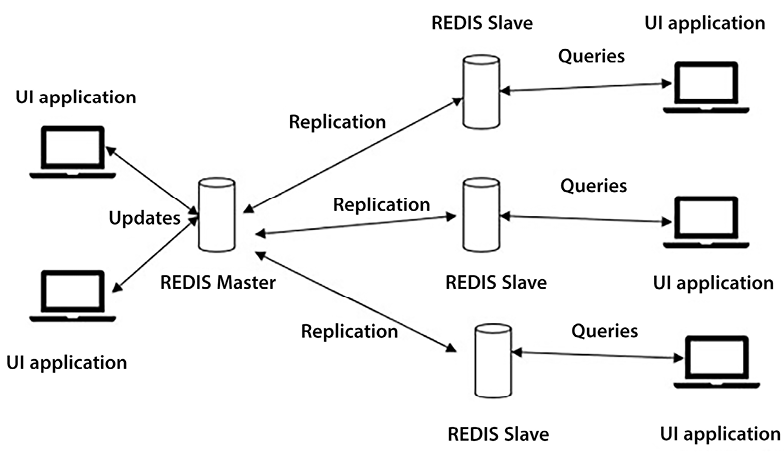 REDIS Slave
UI application
Queries
UI application
Replication
Queries
Replication
Updates
REDIS Master
REDIS Slave
UI application
Replication
Queries
UI application
REDIS Slave
UI application